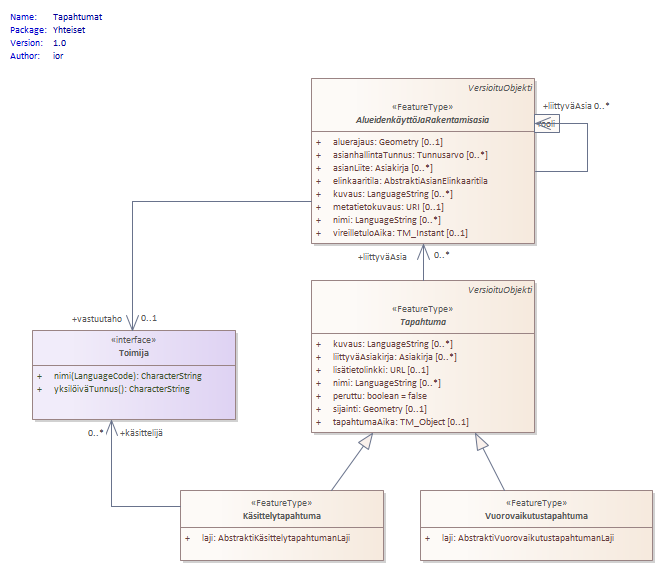 Name: Tapahtumat
Package: Yhteiset
Version: 1.0
Author: ior
VersioituObjekti
«FeatureType»
AlueidenkäyttöJaRakentamisasia
+ aluerajaus: Geometry [0..1]
+ asianhallintaTunnus: Tunnusarvo [0..*]
+ asianLiite: Asiakirja [0..*]
+ elinkaaritila: AbstraktiAsianElinkaaritila
+ kuvaus: LanguageString [0..*]
+ metatietokuvaus: URI [0..1]
+ nimi: LanguageString [0..*]
+ vireilletuloAika: TM_Instant [0..1]
+liittyväAsia 0..*
+liittyväAsia 0..*
VersioituObjekti
«FeatureType»
Tapahtuma
+ kuvaus: LanguageString [0..*]
+ liittyväAsiakirja: Asiakirja [0..*]
+ lisätietolinkki: URL [0..1]
+ nimi: LanguageString [0..*]
+ peruttu: boolean = false
+ sijainti: Geometry [0..1]
+ tapahtumaAika: TM_Object [0..1]
+vastuutaho 0..1
«interface»
Toimija
+ nimi(LanguageCode): CharacterString
+ yksilöiväTunnus(): CharacterString
0..* +käsittelijä
«FeatureType»
Käsittelytapahtuma
+ laji: AbstraktiKäsittelytapahtumanLaji
«FeatureType»
Vuorovaikutustapahtuma
+ laji: AbstraktiVuorovaikutustapahtumanLaji